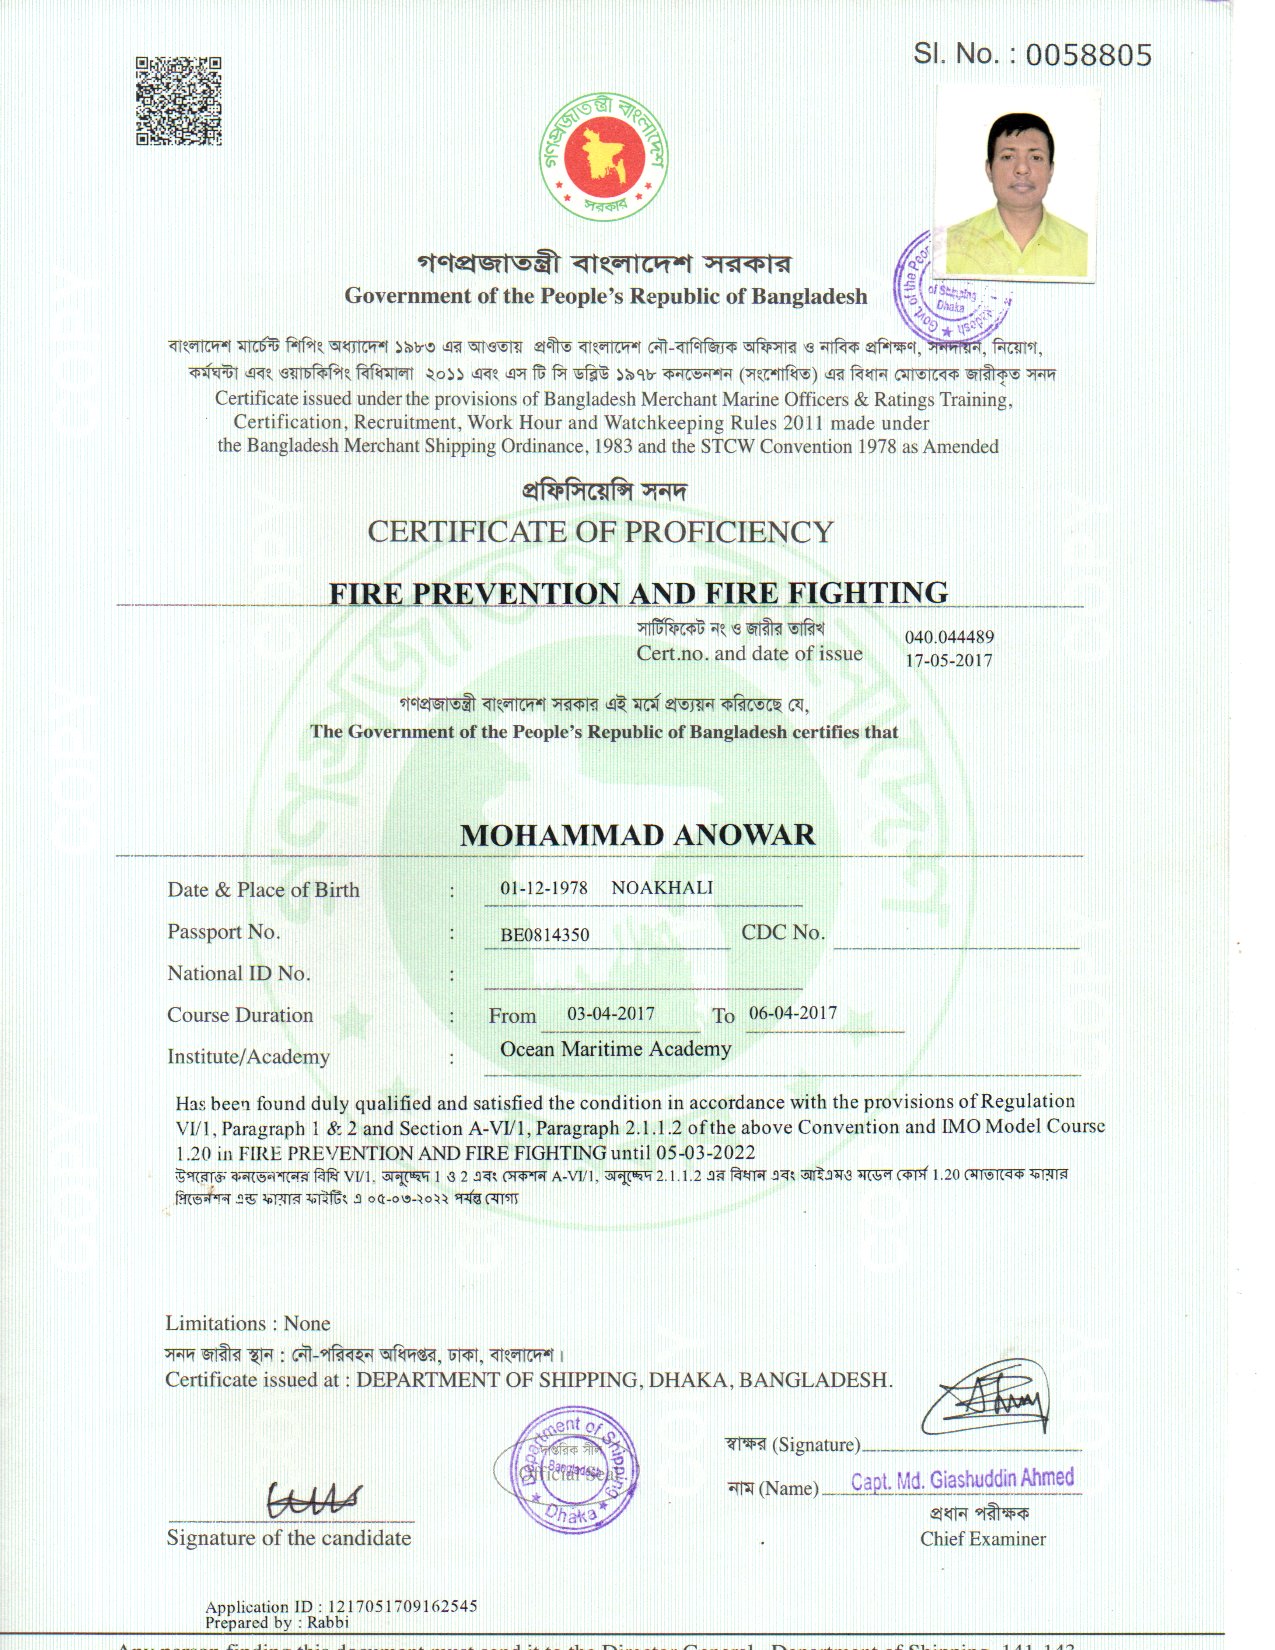 Sl. No. : 0058805
গণপ্রজাতন্ত্রী বাংলাদেশ
সরকার
Govt. of the
of Shipping
Dhaka
গণপ্রজাতন্ত্রী বাংলাদেশ সরকার
Government of the People's Republic of Bangladesh
বাংলাদেশ মার্চেন্ট শিপিং অধ্যাদেশ ১৯৮৩ এর আওতায় প্রণীত বাংলাদেশ নৌ-বাণিজ্যিক অফিসার ও নাবিক প্রশিক্ষণ, সনদায়ন, নিয়োগ,
কর্মঘন্টা এবং ওয়াচকিপিং বিধিমালা ২০১১ এবং এস টি সি ডব্লিউ ১৯৭৮ কনভেনশন (সংশোধিত) এর বিধান মোতাবেক জারীকৃত সনদ
Certificate issued under the provisions of Bangladesh Merchant Marine Officers & Ratings Training,
Certification, Recruitment, Work Hour and Watchkeeping Rules 2011 made under
the Bangladesh Merchant Shipping Ordinance, 1983 and the STCW Convention 1978 as Amended
প্রফিসিয়েন্সি সনদ
CERTIFICATE OF PROFICIENCY
FIRE PREVENTION AND FIRE FIGHTING
সার্টিফিকেট নং ও জারীর তারিখ
040.044489
Cert.no. and date of issue
17-05-2017
গণপ্রজাতন্ত্রী বাংলাদেশ সরকার এই মর্মে প্রত্যয়ন করিতেছে যে,
The Government of the People's Republic of Bangladesh certifies that
MOHAMMAD ANOWAR
Date & Place of Birth : 01-12-1978 NOAKHALI
Passport No. : BE0814350 CDC No.
National ID No. :
Course Duration : From 03-04-2017 To 06-04-2017
Institute/Academy : Ocean Maritime Academy
Has been found duly qualified and satisfied the condition in accordance with the provisions of Regulation
VI/1, Paragraph 1 & 2 and Section A-VI/1, Paragraph 2.1.1.2 of the above Convention and IMO Model Course
1.20 in FIRE PREVENTION AND FIRE FIGHTING until 05-03-2022
উপরোক্ত কনভেনশনের বিধি VI/1, অনুচ্ছেদ 1 ও 2 এবং সেকশন A-VI/1, অনুচ্ছেদ 2.1.1.2 এর বিধান এবং আইএমও মডেল কোর্স 1.20 মোতাবেক ফায়ার
প্রিভেনশন এন্ড ফায়ার ফাইটিং এ ০৫-০৩-২০২২ পর্যন্ত যোগ্য
Limitations : None
সনদ জারীর স্থান : নৌ-পরিবহন অধিদপ্তর, ঢাকা, বাংলাদেশ।
Certificate issued at : DEPARTMENT OF SHIPPING, DHAKA, BANGLADESH.
Department of Shipping
দাপ্তরিক সীল
Bangladesh
Official Seal
Dhaka
স্বাক্ষর (Signature)
নাম (Name) Capt. Md. Giashuddin Ahmed
প্রধান পরীক্ষক
Chief Examiner
Signature of the candidate
Application ID : 1217051709162545
Prepared by : Rabbi